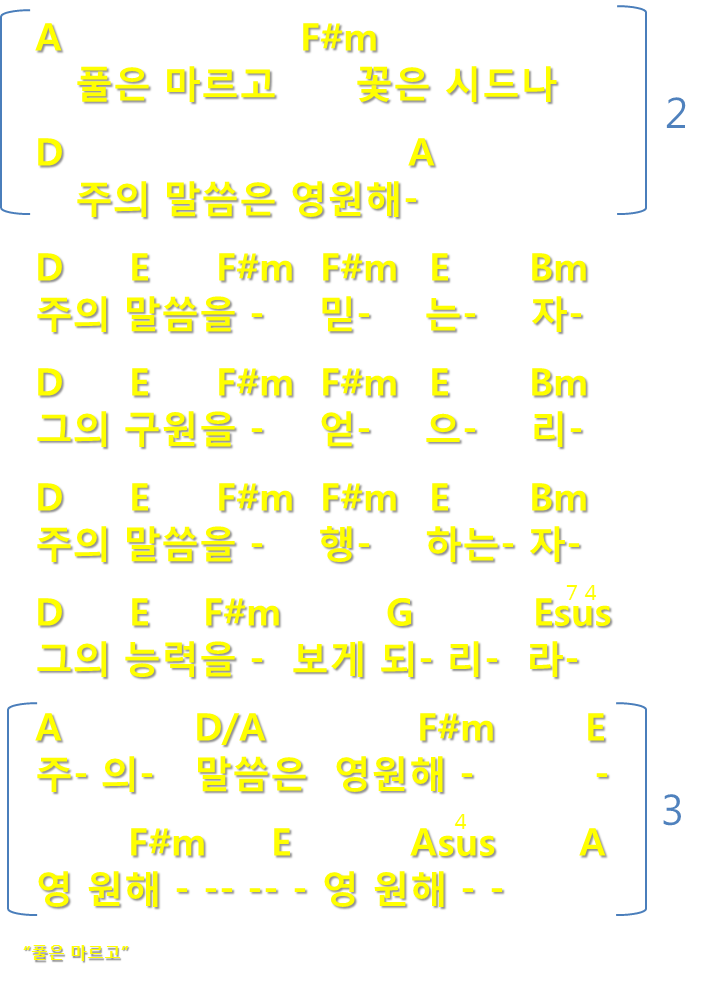 A F#m
풀은 마르고 꽃은 시드나
2
D A
주의 말씀은 영원해-
D E F#m F#m E Bm
주의 말씀을 - 믿- 는- 자-
D E F#m F#m E Bm
그의 구원을 - 얻- 으- 리-
D E F#m F#m E Bm
주의 말씀을 - 행- 하는- 자-
7 4
D E F#m G Esus
그의 능력을 - 보게 되- 리- 라-
A D/A F#m E
주- 의- 말씀은 영원해 - -
3
4
F#m E Asus A
영 원해 - -- -- - 영 원해 - -
“풀은 마르고”